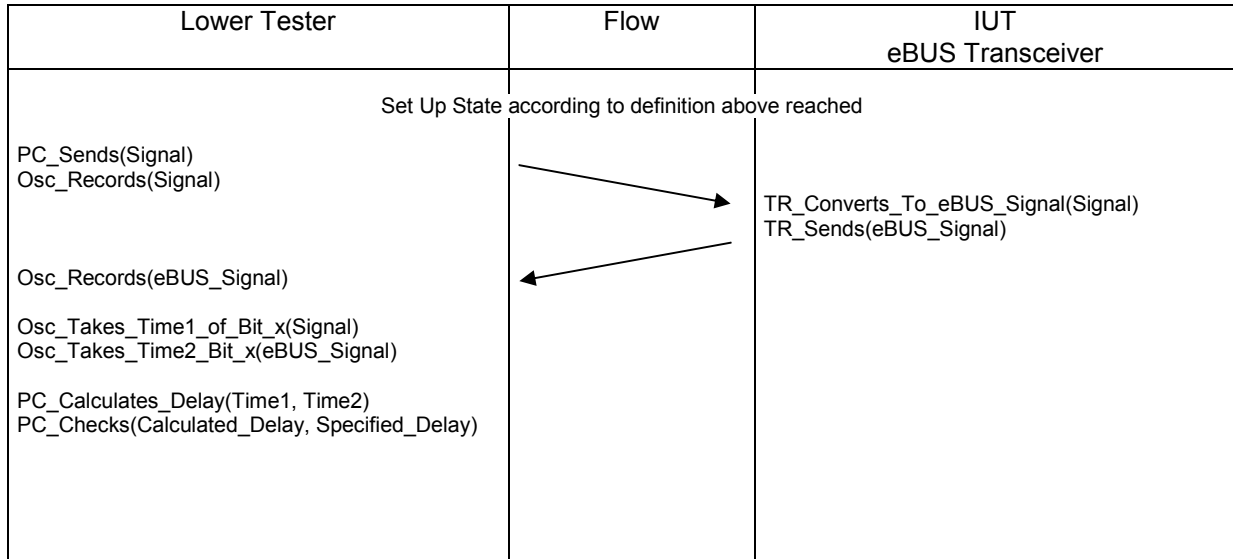 Lower Tester
Flow
IUT
eBUS Transceiver
Set Up State according to definition above reached
PC_Sends(Signal)
Osc_Records(Signal)
TR_Converts_To_eBUS_Signal(Signal)
TR_Sends(eBUS_Signal)
Osc_Records(eBUS_Signal)
Osc_Takes_Time1_of_Bit_x(Signal)
Osc_Takes_Time2_Bit_x(eBUS_Signal)
PC_Calculates_Delay(Time1, Time2)
PC_Checks(Calculated_Delay, Specified_Delay)